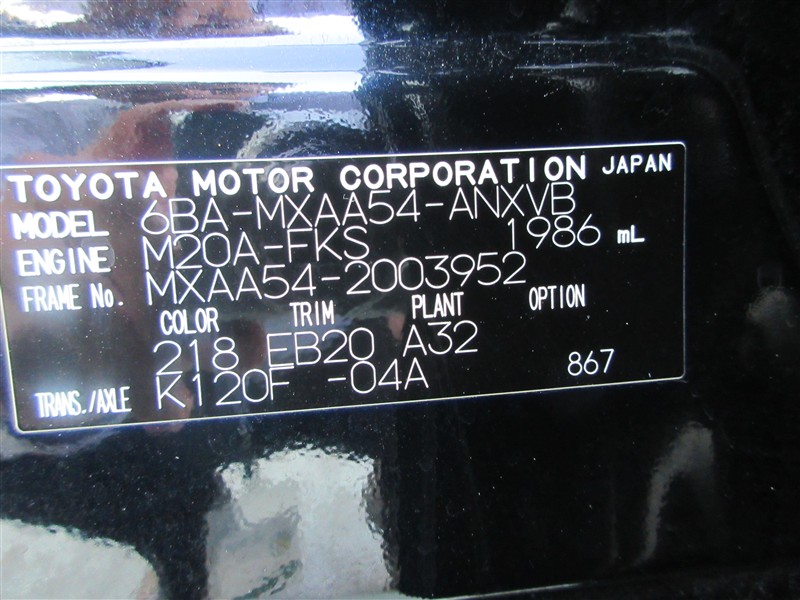 TOYOTA MOTOR CORPORATION JAPAN
MODEL 6BA-MXAA54-ANXVB
ENGINE M20A-FKS 1986 mL
FRAME No. MXAA54-2003952
COLOR TRIM PLANT OPTION
218 EB20 A32
TRANS./AXLE K120F -04A 867